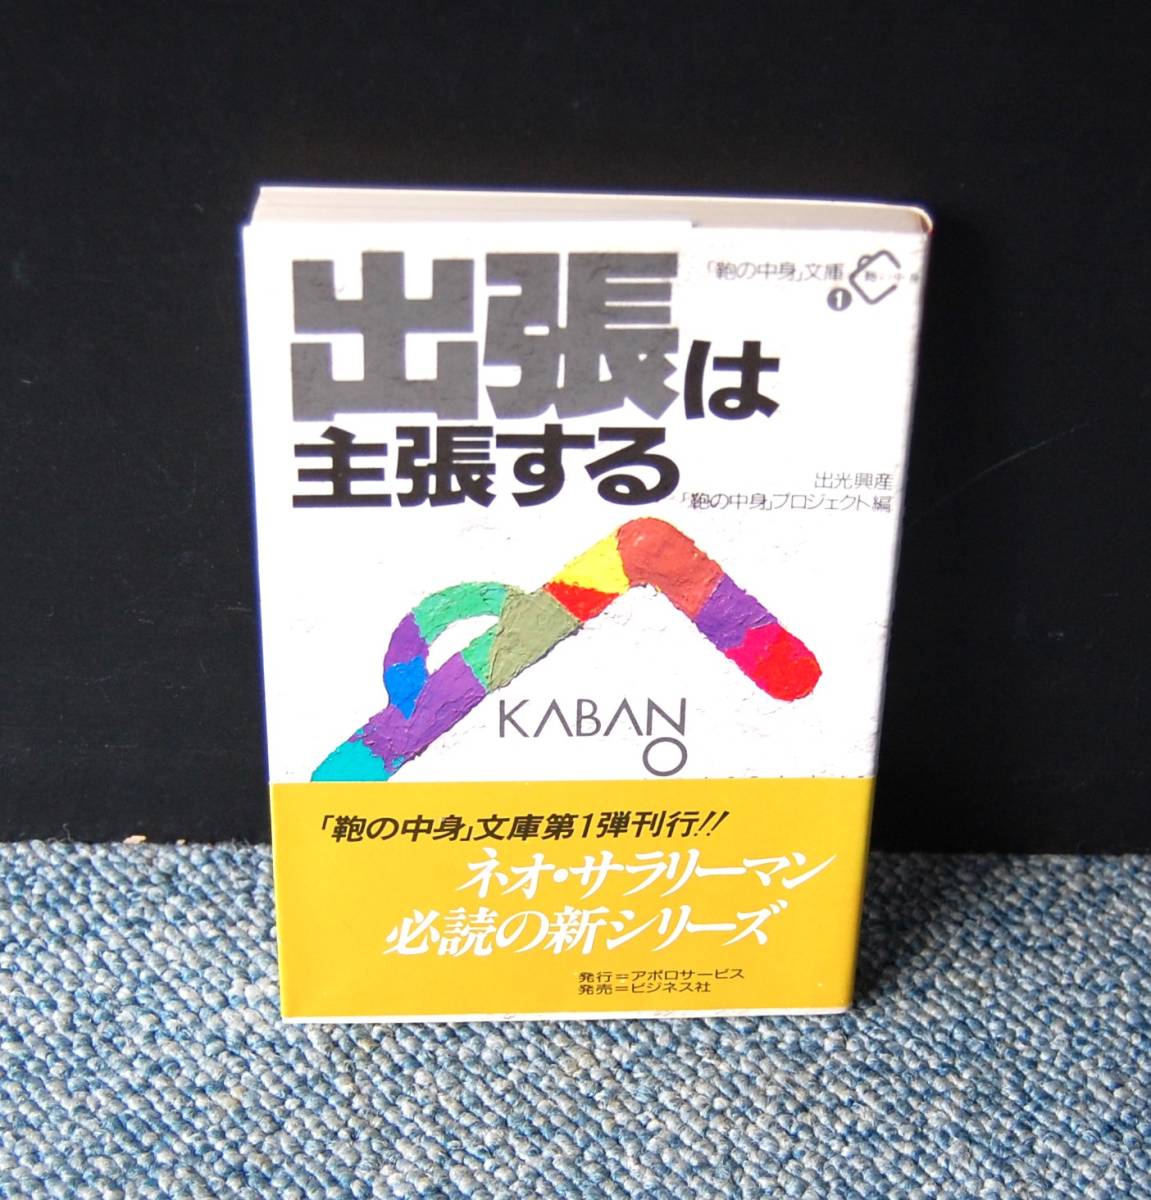 「鞄の中身」文庫
1
出張は
主張する
出光興産
「鞄の中身」プロジェクト編
KABAN
NO
「鞄の中身」文庫第1弾刊行!!
ネオ・サラリーマン
必読の新シリーズ
発行=アポロサービス
発売=ビジネス社